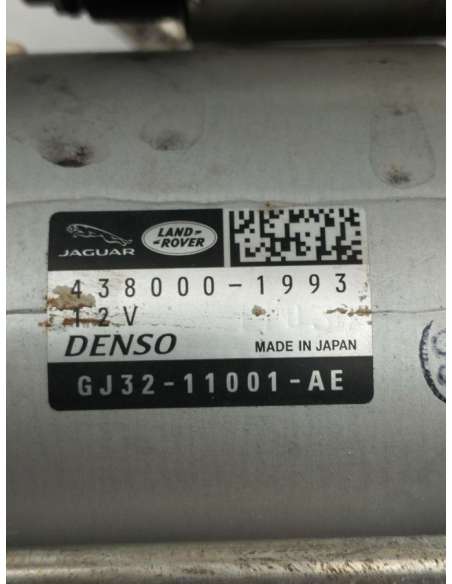 JAGUAR
LAND-
ROVER
438000-1993
12V
DENSO
MADE IN JAPAN
GJ32-11001-AE